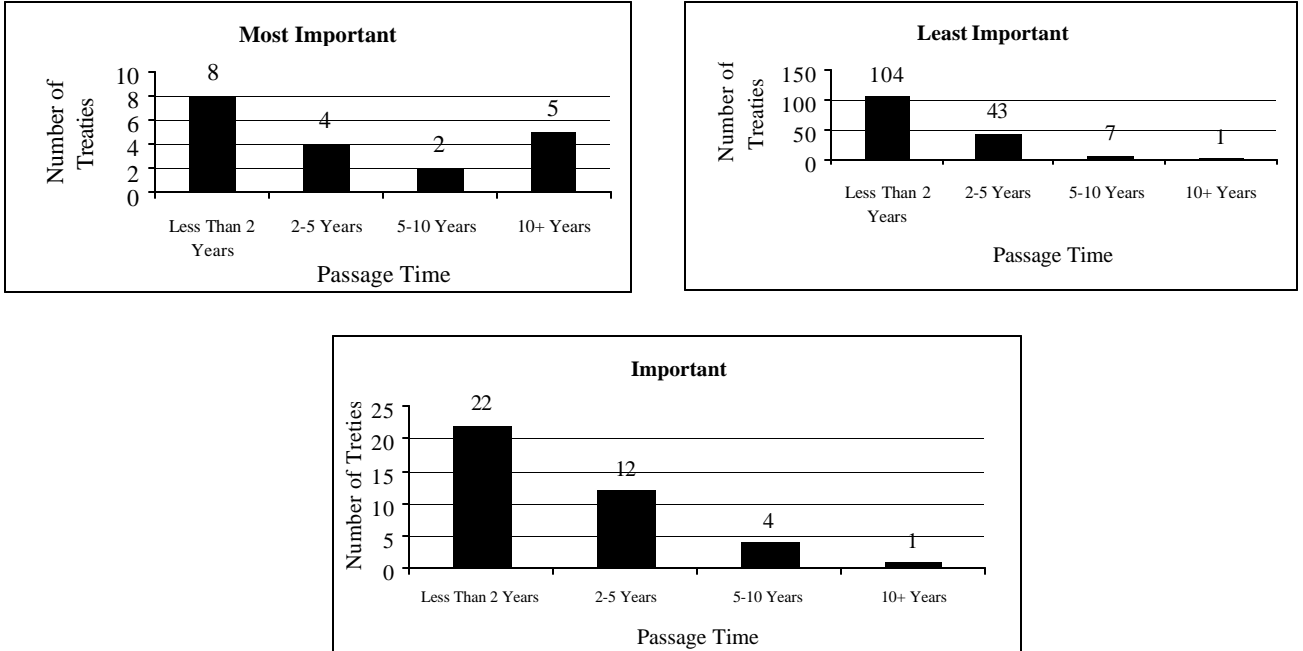 Most Important
Number of
Treaties
10
8
6
4
2
0
8
4
2
5
Less Than 2
Years
2-5 Years
5-10 Years
10+ Years
Passage Time
Least Important
Number of
Treaties
150
100
50
0
104
43
7
1
Less Than 2
Years
2-5 Years
5-10 Years
10+ Years
Passage Time
Important
Number of Treties
25
20
15
10
5
0
22
12
4
1
Less Than 2 Years
2-5 Years
5-10 Years
10+ Years
Passage Time